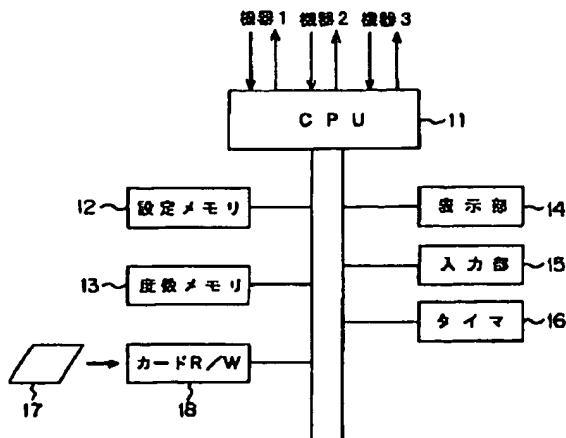 機器1 機器2 機器3
CPU 11
12 設定メモリ
表示部 14
13 度数メモリ
入力部 15
タイマ 16
カードR/W
17
18